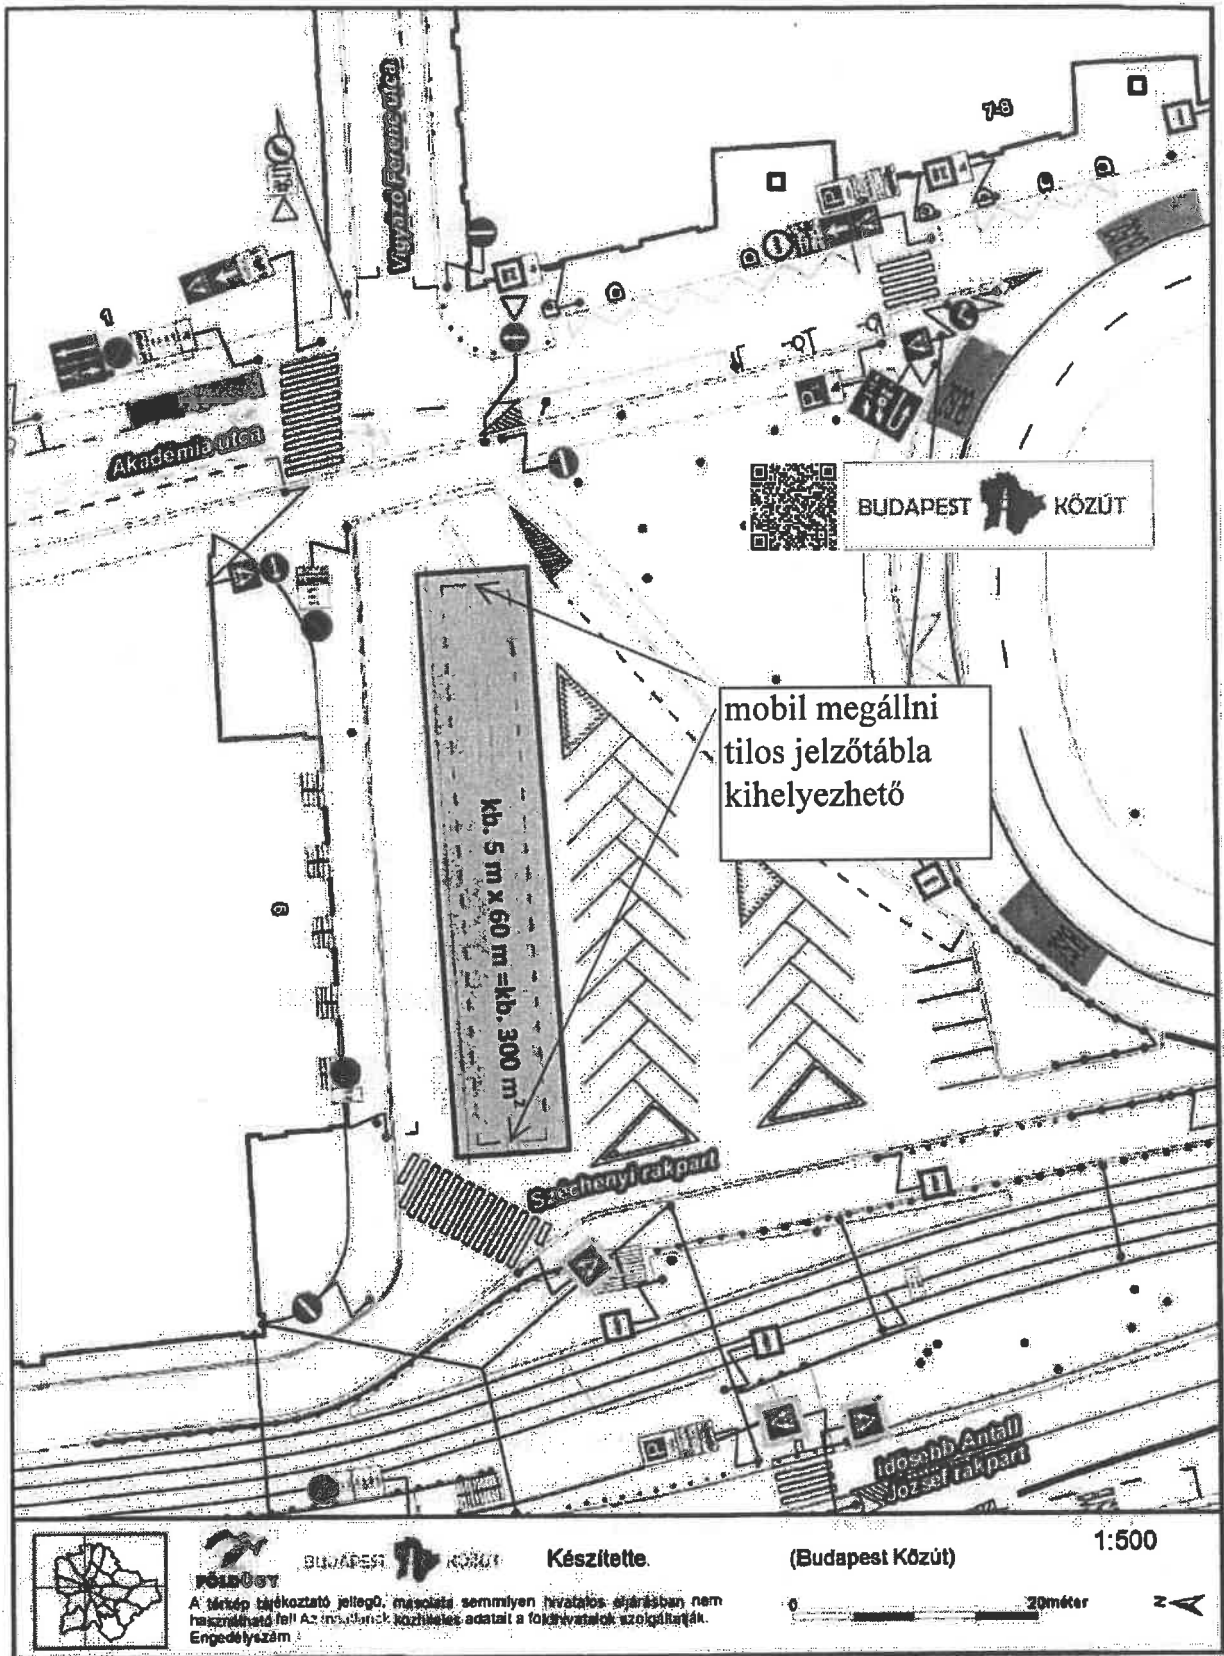 Vigyázó Ferenc utca
7-8
1
Akadémia utca
BUDAPEST KÖZÚT
mobil megállni
tilos jelzőtábla
kihelyezhető
kb. 5 m x 60 m =kb. 300 m²
6
Széchenyi rakpart
Idősebb Antall
József rakpart
1:500
FÖLDÜGY
BUDAPEST KÖZÚT
Készítette.
(Budapest Közút)
A térkép tájékoztató jellegű, másolata semmilyen hivatalos eljárásban nem
használható fel! Az ingatlanok közhiteles adatait a földhivatalok szolgáltatják.
Engedélyszám
0 20méter
N